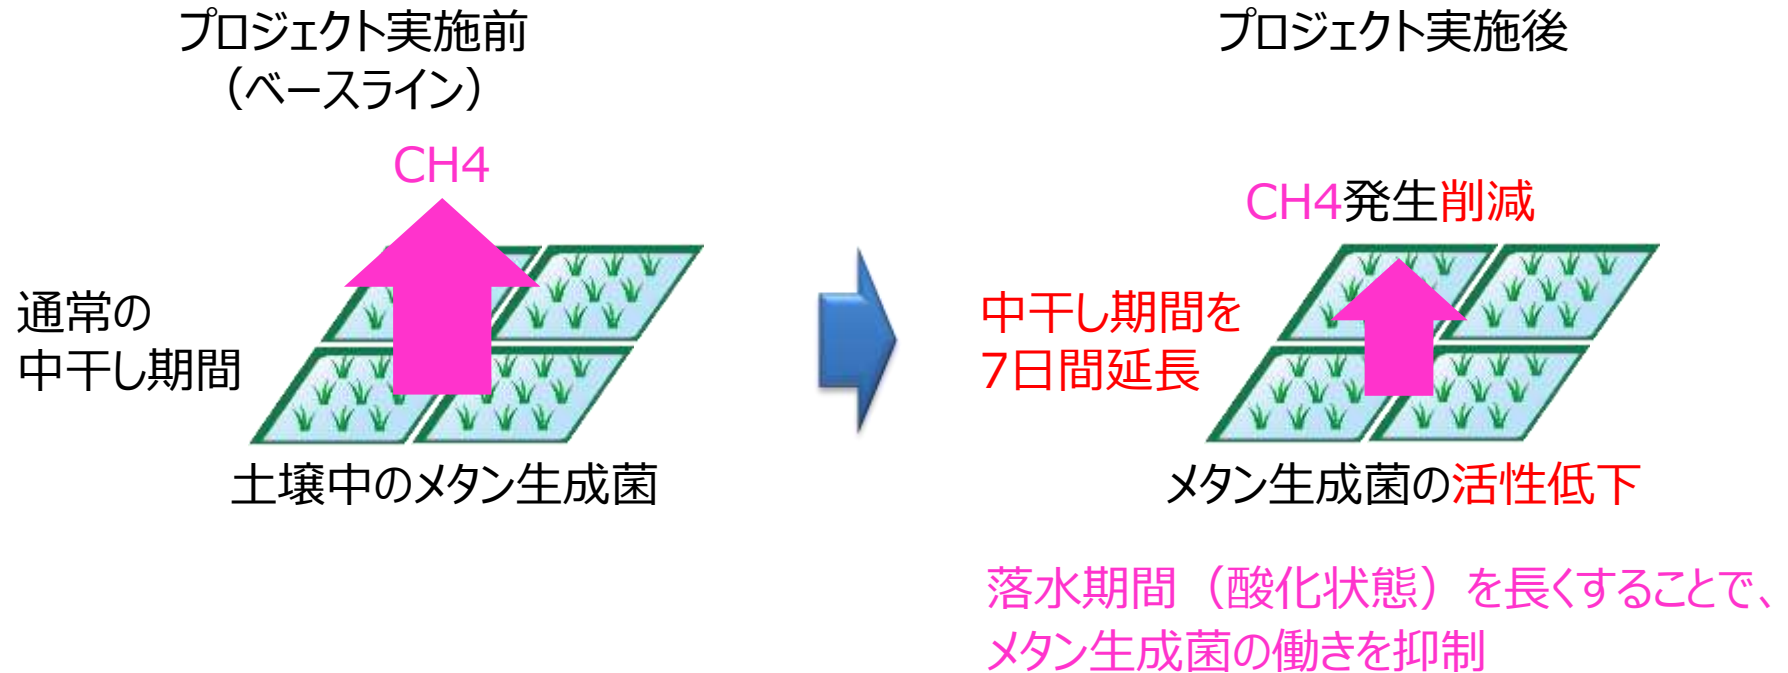 プロジェクト実施前
（ベースライン）
CH4
通常の
中干し期間
土壌中のメタン生成菌
プロジェクト実施後
CH4発生削減
中干し期間を
7日間延長
メタン生成菌の活性低下
落水期間（酸化状態）を長くすることで、
メタン生成菌の働きを抑制